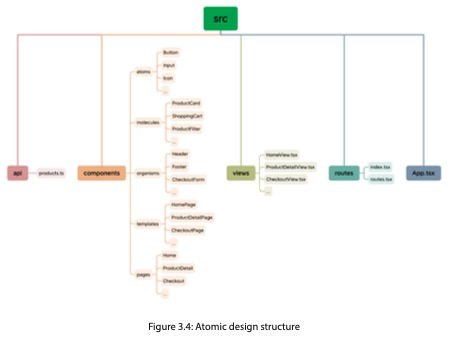 src
api
products.ts
components
atoms
Button
Input
Icon
...
molecules
ProductCard
ShoppingCart
ProductFilter
...
organisms
Header
Footer
CheckoutForm
...
templates
HomePage
ProductDetailPage
CheckoutPage
...
pages
Home
ProductDetail
Checkout
...
views
HomeView.tsx
ProductDetailView.tsx
CheckoutView.tsx
...
routes
index.tsx
routes.tsx
App.tsx
Figure 3.4: Atomic design structure